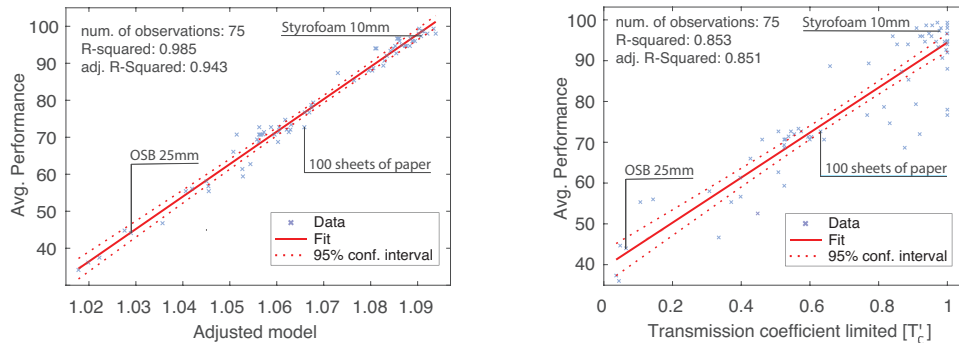 num. of observations: 75
R-squared: 0.985
adj. R-Squared: 0.943
Styrofoam 10mm
OSB 25mm
100 sheets of paper
Data
Fit
95% conf. interval
100
90
80
70
60
50
40
Avg. Performance
1.02 1.03 1.04 1.05 1.06 1.07 1.08 1.09
Adjusted model
num. of observations: 75
R-squared: 0.853
adj. R-Squared: 0.851
Styrofoam 10mm
OSB 25mm
100 sheets of paper
Data
Fit
95% conf. interval
100
90
80
70
60
50
40
Avg. Performance
0 0.2 0.4 0.6 0.8 1
Transmission coefficient limited [T'c]